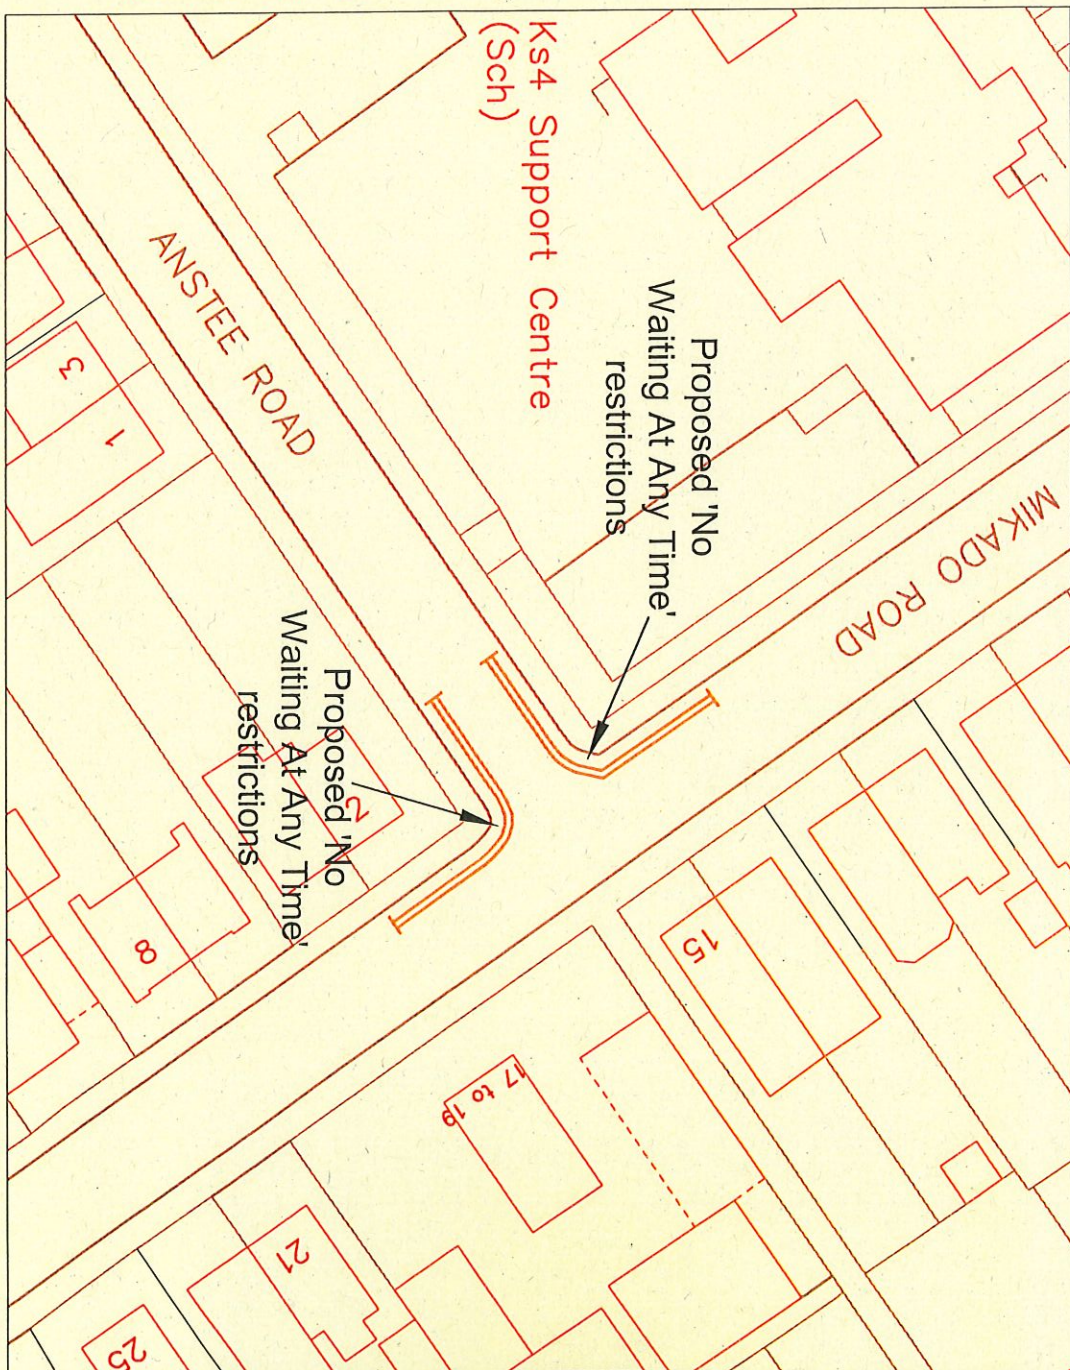 Ks4 Support Centre
(Sch)
Proposed 'No
Waiting At Any Time'
restrictions
MIKADO ROAD
ANSTEE ROAD
Proposed 'No
Waiting At Any Time'
restrictions
3
1
2
8
15
17 to 19
21
25